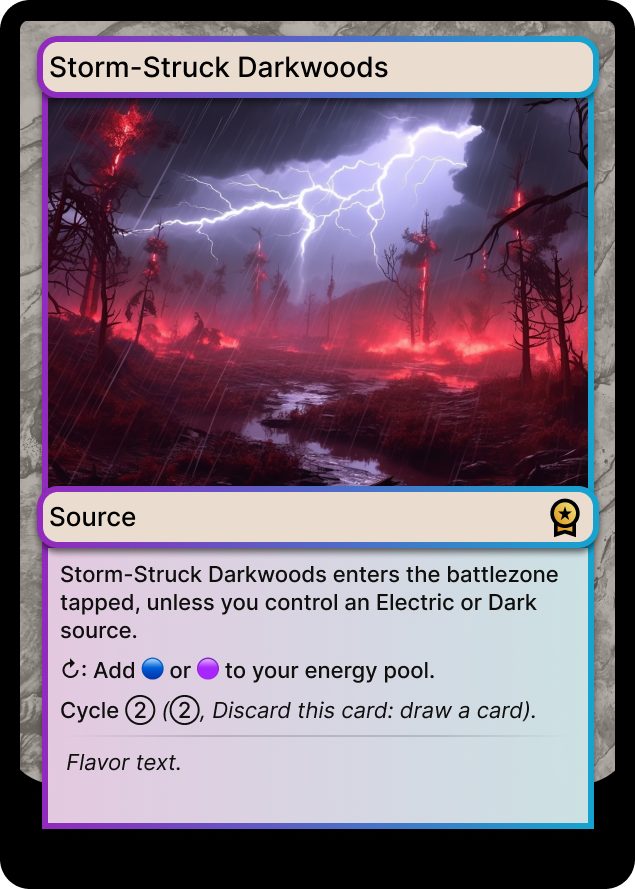 Storm-Struck Darkwoods
Source
Storm-Struck Darkwoods enters the battlezone
tapped, unless you control an Electric or Dark
source.
↻: Add 🔵 or 🟣 to your energy pool.
Cycle ② (②, Discard this card: draw a card).
Flavor text.